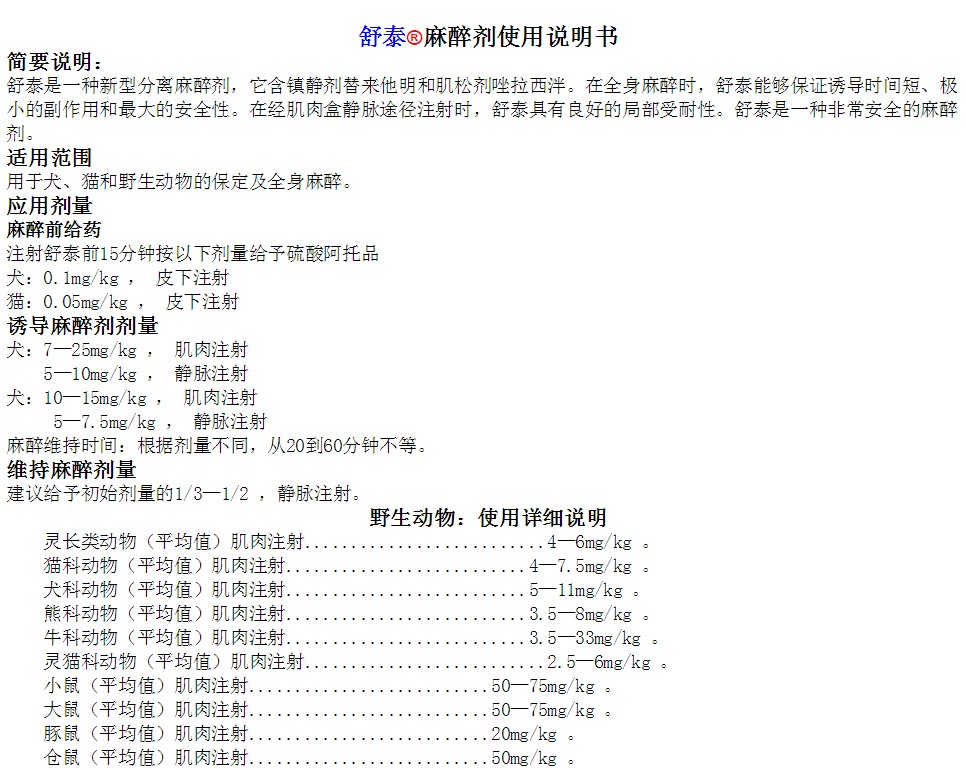 舒泰®麻醉剂使用说明书
简要说明：
舒泰是一种新型分离麻醉剂，它含镇静剂替来他明和肌松剂唑拉西泮。在全身麻醉时，舒泰能够保证诱导时间短、极
小的副作用和最大的安全性。在经肌肉盒静脉途径注射时，舒泰具有良好的局部受耐性。舒泰是一种非常安全的麻醉
剂。
适用范围
用于犬、猫和野生动物的保定及全身麻醉。
应用剂量
麻醉前给药
注射舒泰前15分钟按以下剂量给予硫酸阿托品
犬：0.1mg/kg ， 皮下注射
猫：0.05mg/kg ， 皮下注射
诱导麻醉剂剂量
犬：7—25mg/kg ， 肌肉注射
5—10mg/kg ， 静脉注射
犬：10—15mg/kg ， 肌肉注射
5—7.5mg/kg ， 静脉注射
麻醉维持时间：根据剂量不同，从20到60分钟不等。
维持麻醉剂量
建议给予初始剂量的1/3—1/2 ，静脉注射。
野生动物：使用详细说明
灵长类动物（平均值）肌肉注射..........................4—6mg/kg 。
猫科动物（平均值）肌肉注射..........................4—7.5mg/kg 。
犬科动物（平均值）肌肉注射..........................5—11mg/kg 。
熊科动物（平均值）肌肉注射..........................3.5—8mg/kg 。
牛科动物（平均值）肌肉注射..........................3.5—33mg/kg 。
灵猫科动物（平均值）肌肉注射..........................2.5—6mg/kg 。
小鼠（平均值）肌肉注射..........................50—75mg/kg 。
大鼠（平均值）肌肉注射..........................50—75mg/kg 。
豚鼠（平均值）肌肉注射..........................20mg/kg 。
仓鼠（平均值）肌肉注射..........................50mg/kg 。